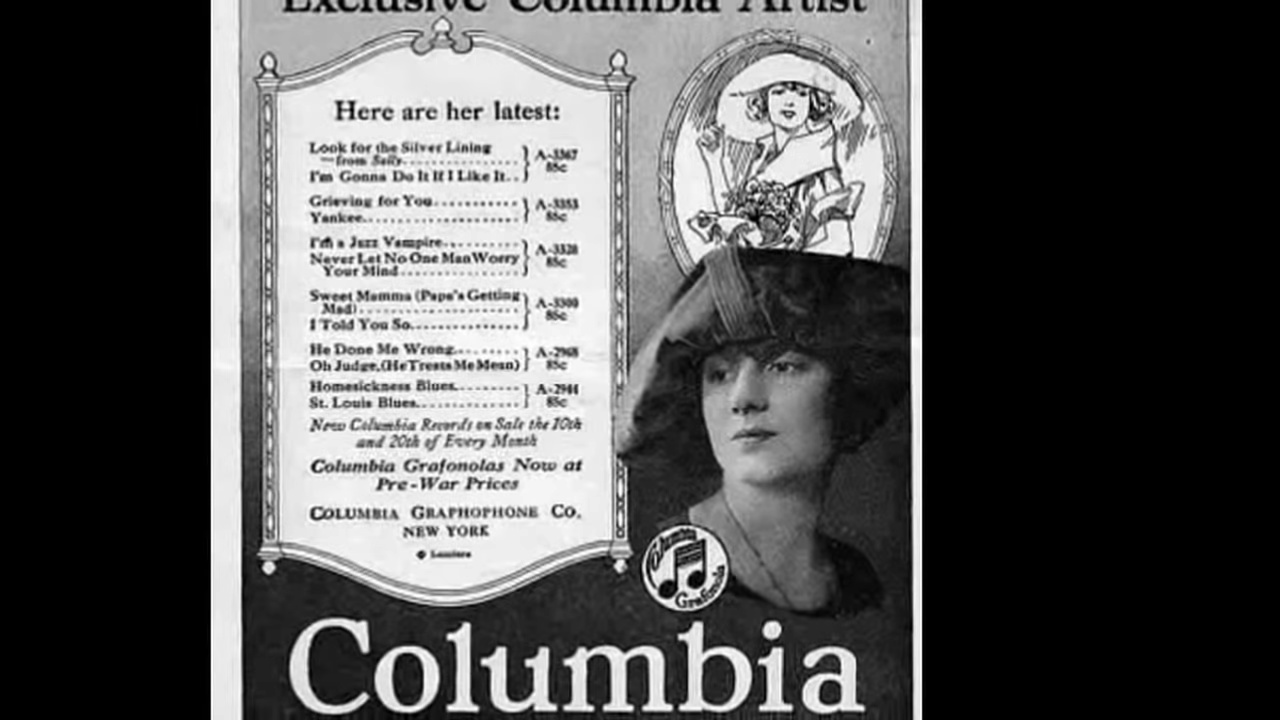 Exclusive Columbia Artist
Here are her latest:
Look for the Silver Lining
—from Sally
I'm Gonna Do It If I Like It
A-3367
85c
Grieving for You
Yankee
A-3353
85c
I'm a Jazz Vampire
Never Let No One Man Worry
Your Mind
A-3328
85c
Sweet Mamma (Papa's Getting
Mad)
I Told You So
A-3300
85c
He Done Me Wrong
Oh Judge, (He Treats Me Mean)
A-2968
85c
Homesickness Blues
St. Louis Blues
A-2944
85c
New Columbia Records on Sale the 10th
and 20th of Every Month
Columbia Grafonolas Now at
Pre-War Prices
COLUMBIA GRAPHOPHONE CO.
NEW YORK
Columbia
Grafonola
Columbia